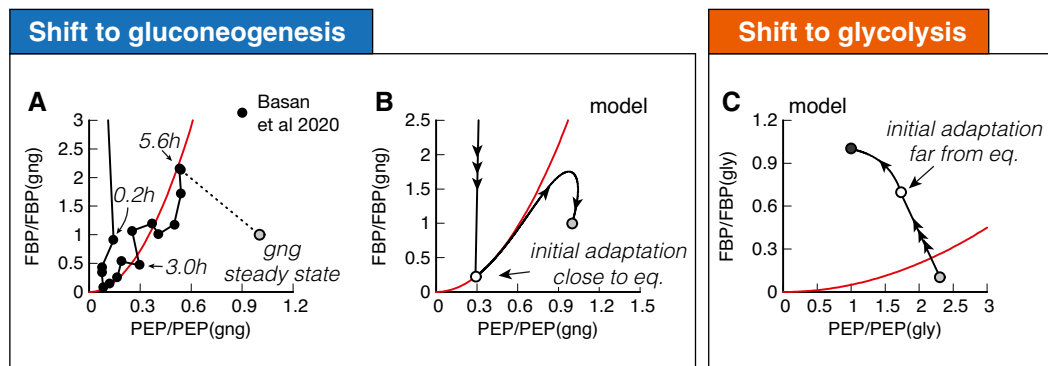 Shift to gluconeogenesis
Shift to glycolysis
A
Basan
et al 2020
FBP/FBP(gng)
3
2.5
2
1.5
1
0.5
0
5.6h
0.2h
3.0h
gng
steady state
0 0.3 0.6 0.9 1.2
PEP/PEP(gng)
B
model
FBP/FBP(gng)
2.5
2
1.5
1
0.5
0
initial adaptation
close to eq.
0 0.3 0.6 0.9 1.2 1.5
PEP/PEP(gng)
C
model
FBP/FBP(gly)
1.2
0.9
0.6
0.3
0
initial adaptation
far from eq.
0 0.5 1 1.5 2 2.5 3
PEP/PEP(gly)